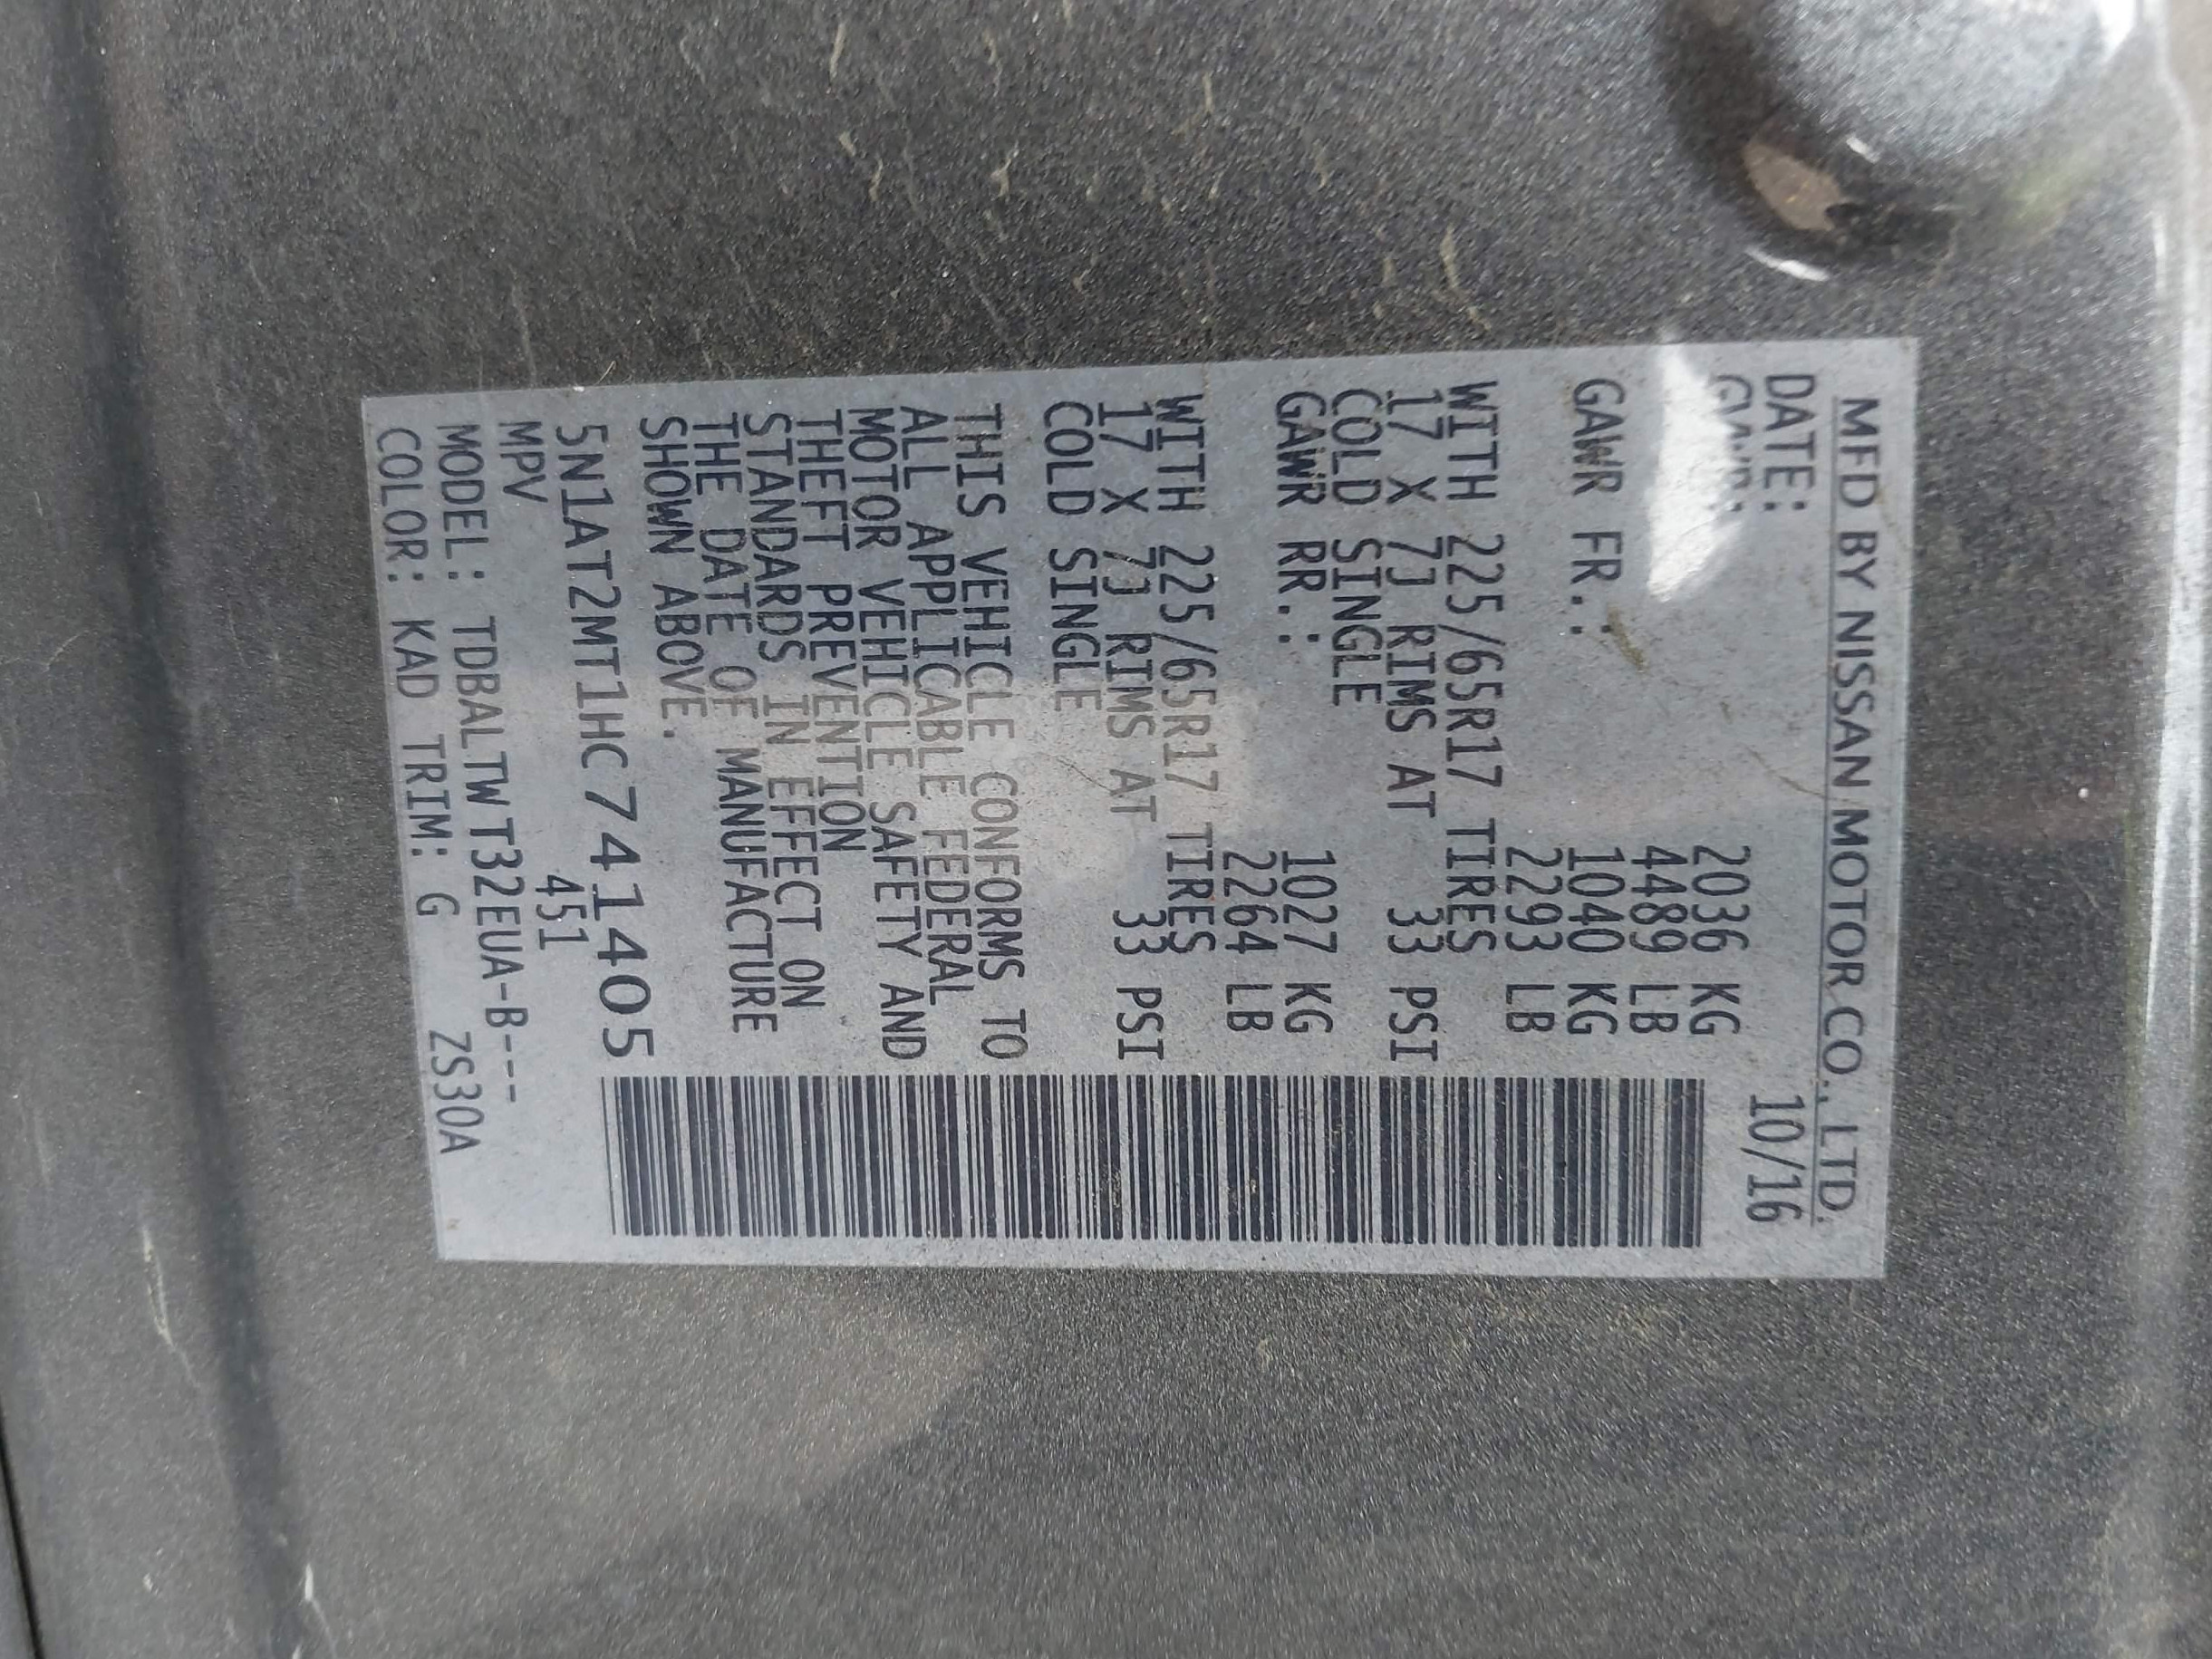 MFD BY NISSAN MOTOR CO., LTD.
DATE: 10/16
GVWR: 2036 KG
4489 LB
GAWR FR.: 1040 KG
2293 LB
WITH 225/65R17 TIRES
17 X 7J RIMS AT 33 PSI
COLD SINGLE
GAWR RR.: 1027 KG
2264 LB
WITH 225/65R17 TIRES
17 X 7J RIMS AT 33 PSI
COLD SINGLE
THIS VEHICLE CONFORMS TO
ALL APPLICABLE FEDERAL
MOTOR VEHICLE SAFETY AND
THEFT PREVENTION
STANDARDS IN EFFECT ON
THE DATE OF MANUFACTURE
SHOWN ABOVE.
5N1AT2MT1HC741405
MPV 451
MODEL: TDBALTWT32EUA-B---
COLOR: KAD TRIM: G ZS30A